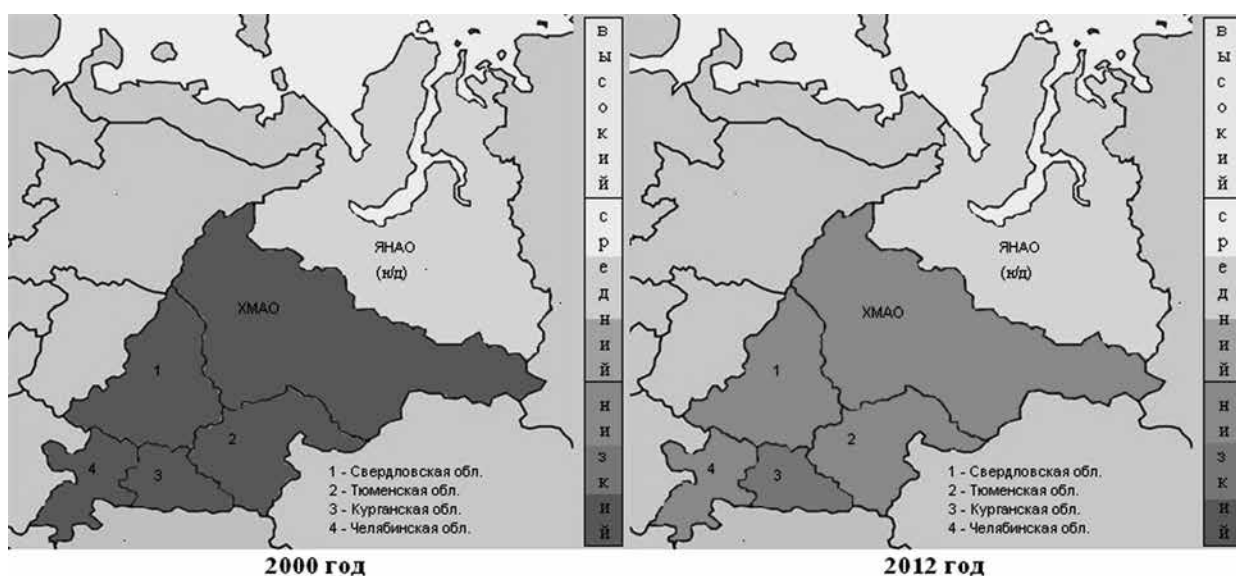 ЯНАО
(н/д)
ХМАО
1
2
3
4
1 - Свердловская обл.
2 - Тюменская обл.
3 - Курганская обл.
4 - Челябинская обл.
высокий
средний
низкий
2000 год
ЯНАО
(н/д)
ХМАО
1
2
3
4
1 - Свердловская обл.
2 - Тюменская обл.
3 - Курганская обл.
4 - Челябинская обл.
высокий
средний
низкий
2012 год